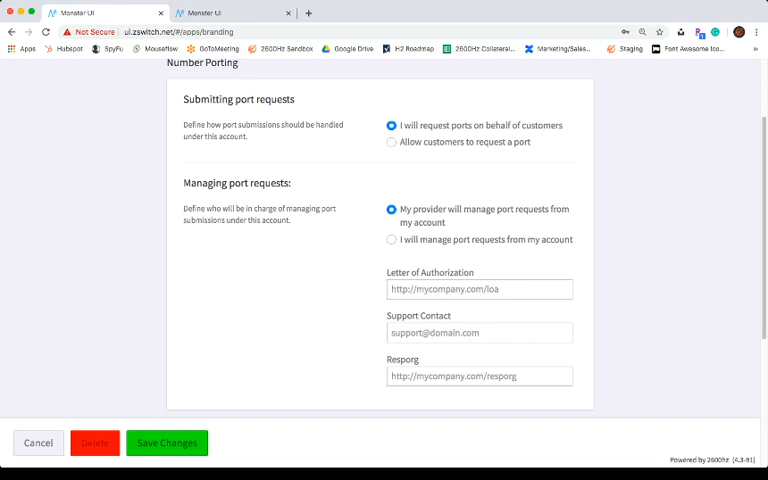 Monster UI
Monster UI
Not Secure
ui.zswitch.net/#/apps/branding
Apps
Hubspot
SpyFu
Mouseflow
GoToMeeting
2600Hz Sandbox
Google Drive
H2 Roadmap
2600Hz Collateral...
Marketing/Sales...
Staging
Font Awesome Ico...
Number Porting
Submitting port requests
Define how port submissions should be handled
under this account.
I will request ports on behalf of customers
Allow customers to request a port
Managing port requests:
Define who will be in charge of managing port
submissions under this account.
My provider will manage port requests from
my account
I will manage port requests from my account
Letter of Authorization
http://mycompany.com/loa
Support Contact
support@domain.com
Resporg
http://mycompany.com/resporg
Cancel
Delete
Save Changes
Powered by 2600hz (4.3-91)